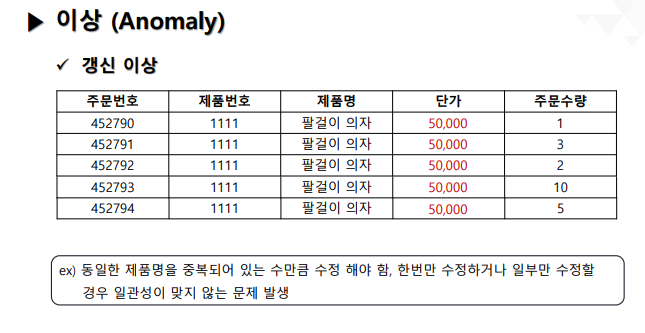 ▶ 이상 (Anomaly)
✓ 갱신 이상
주문번호 제품번호 제품명 단가 주문수량
452790 1111 팔걸이 의자 50,000 1
452791 1111 팔걸이 의자 50,000 3
452792 1111 팔걸이 의자 50,000 2
452793 1111 팔걸이 의자 50,000 10
452794 1111 팔걸이 의자 50,000 5
ex) 동일한 제품명을 중복되어 있는 수만큼 수정 해야 함, 한번만 수정하거나 일부만 수정할
경우 일관성이 맞지 않는 문제 발생